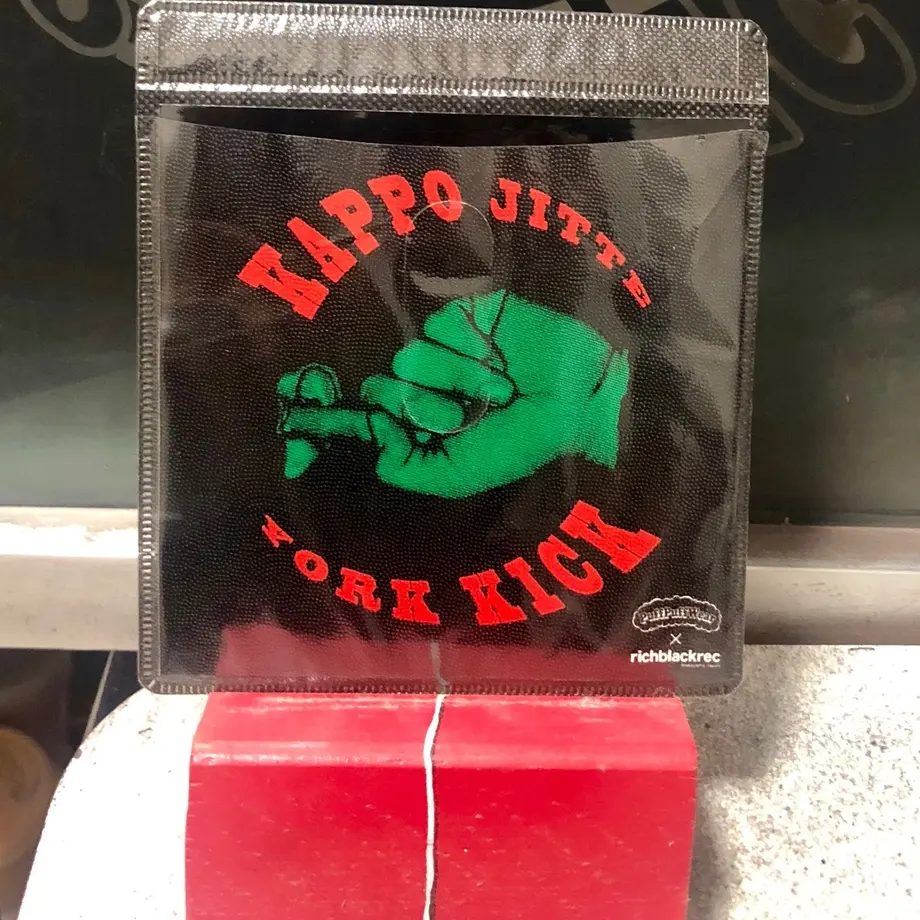 KAPPO JITTE
YORK KICK
PuffPuffWear
×
richblackrec